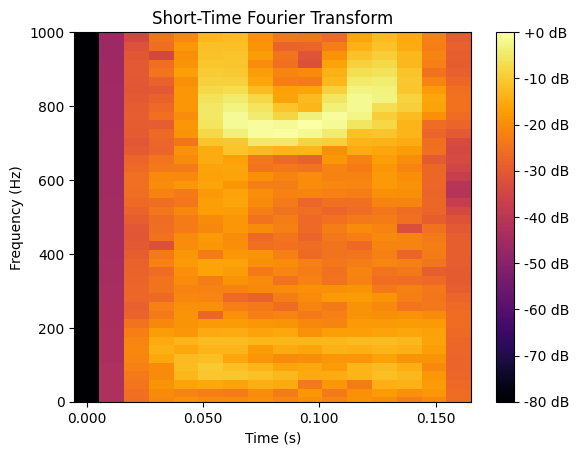 Short-Time Fourier Transform
Frequency (Hz)
1000
800
600
400
200
0
0.000
0.050
0.100
0.150
Time (s)
+0 dB
-10 dB
-20 dB
-30 dB
-40 dB
-50 dB
-60 dB
-70 dB
-80 dB